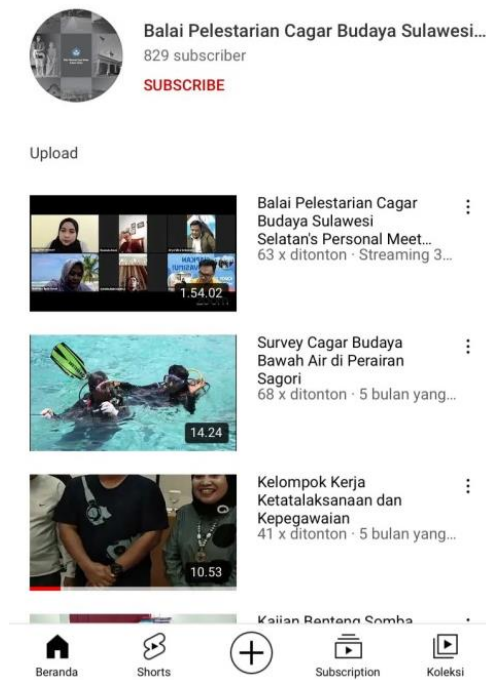 Balai Pelestarian Cagar Budaya Sulawesi...
829 subscriber
SUBSCRIBE
Upload
Balai Pelestarian Cagar
Budaya Sulawesi
Selatan's Personal Meet...
63 x ditonton · Streaming 3...
1.54.02
Survey Cagar Budaya
Bawah Air di Perairan
Sagori
68 x ditonton · 5 bulan yang...
14.24
Kelompok Kerja
Ketatalaksanaan dan
Kepegawaian
41 x ditonton · 5 bulan yang...
10.53
Kajian Benteng Somba
Beranda
Shorts
Subscription
Koleksi